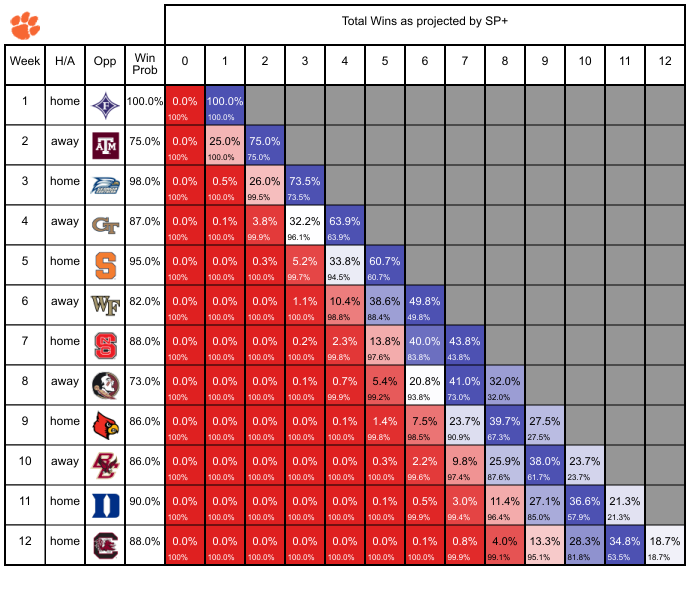 Total Wins as projected by SP+
Week H/A Opp Win Prob 0 1 2 3 4 5 6 7 8 9 10 11 12
1 home F 100.0% 0.0% 100.0%
100% 100.0%
2 away ATM 75.0% 0.0% 25.0% 75.0%
100% 100.0% 75.0%
3 home 98.0% 0.0% 0.5% 26.0% 73.5%
100% 100.0% 99.5% 73.5%
4 away GT 87.0% 0.0% 0.1% 3.8% 32.2% 63.9%
100% 100.0% 99.9% 96.1% 63.9%
5 home S 95.0% 0.0% 0.0% 0.3% 5.2% 33.8% 60.7%
100% 100.0% 100.0% 99.7% 94.5% 60.7%
6 away WF 82.0% 0.0% 0.0% 0.0% 1.1% 10.4% 38.6% 49.8%
100% 100.0% 100.0% 100.0% 98.8% 88.4% 49.8%
7 home S 88.0% 0.0% 0.0% 0.0% 0.2% 2.3% 13.8% 40.0% 43.8%
100% 100.0% 100.0% 100.0% 99.8% 97.6% 83.8% 43.8%
8 away 73.0% 0.0% 0.0% 0.0% 0.1% 0.7% 5.4% 20.8% 41.0% 32.0%
100% 100.0% 100.0% 100.0% 99.9% 99.2% 93.8% 73.0% 32.0%
9 home 86.0% 0.0% 0.0% 0.0% 0.0% 0.1% 1.4% 7.5% 23.7% 39.7% 27.5%
100% 100.0% 100.0% 100.0% 100.0% 99.8% 98.5% 90.9% 67.3% 27.5%
10 away BC 86.0% 0.0% 0.0% 0.0% 0.0% 0.0% 0.3% 2.2% 9.8% 25.9% 38.0% 23.7%
100% 100.0% 100.0% 100.0% 100.0% 100.0% 99.6% 97.4% 87.6% 61.7% 23.7%
11 home D 90.0% 0.0% 0.0% 0.0% 0.0% 0.0% 0.1% 0.5% 3.0% 11.4% 27.1% 36.6% 21.3%
100% 100.0% 100.0% 100.0% 100.0% 100.0% 99.9% 99.4% 96.4% 85.0% 57.9% 21.3%
12 home C 88.0% 0.0% 0.0% 0.0% 0.0% 0.0% 0.0% 0.1% 0.8% 4.0% 13.3% 28.3% 34.8% 18.7%
100% 100.0% 100.0% 100.0% 100.0% 100.0% 100.0% 99.9% 99.1% 95.1% 81.8% 53.5% 18.7%